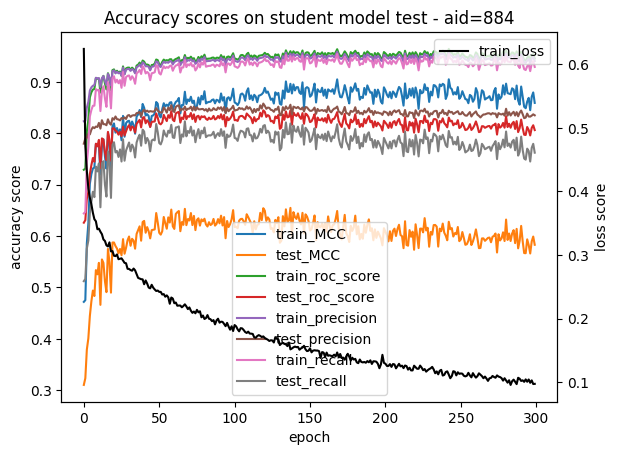 Accuracy scores on student model test - aid=884
train_loss
0.9
0.8
0.7
0.6
0.5
0.4
0.3
accuracy score
0.6
0.5
0.4
0.3
0.2
0.1
loss score
train_MCC
test_MCC
train_roc_score
test_roc_score
train_precision
test_precision
train_recall
test_recall
0 50 100 150 200 250 300
epoch